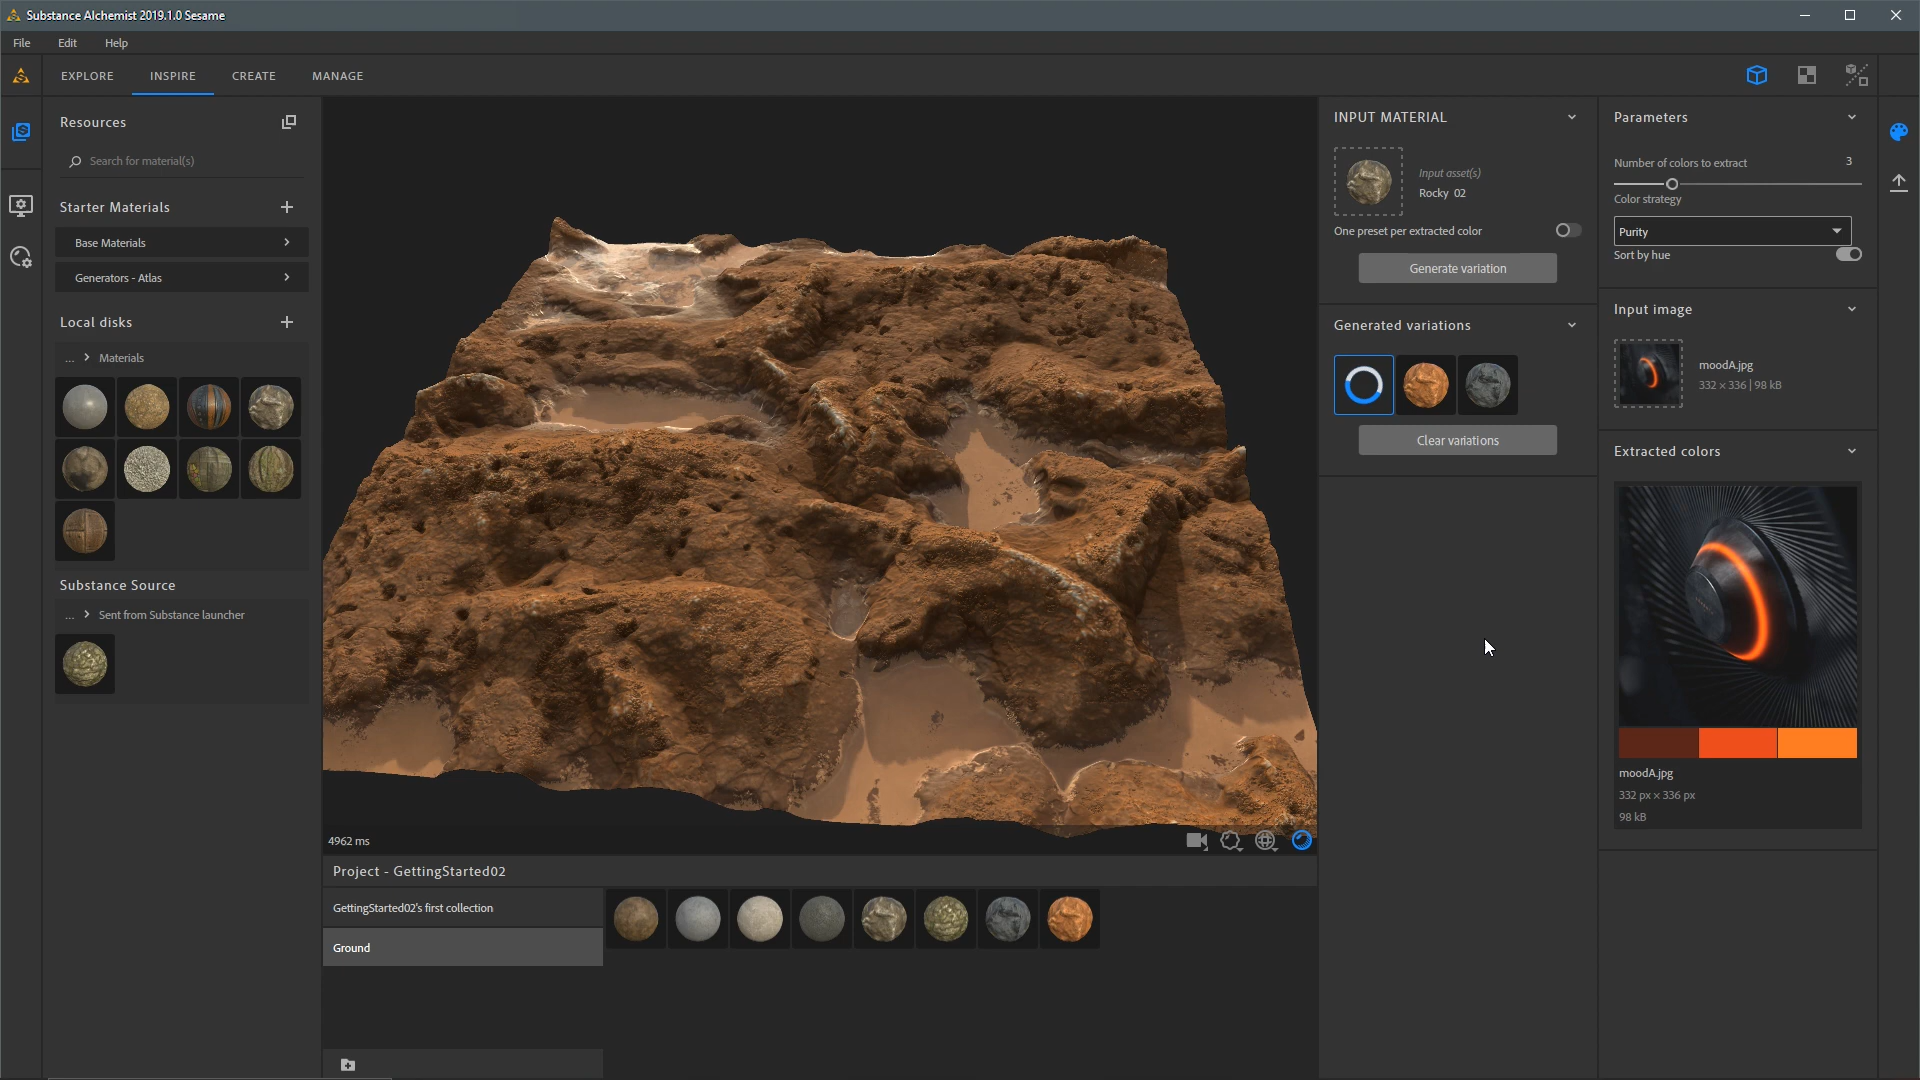 Substance Alchemist 2019.1.0 Sesame
File Edit Help
EXPLORE INSPIRE CREATE MANAGE
Resources
Search for material(s)
Starter Materials
Base Materials
Generators - Atlas
Local disks
... Materials
Substance Source
... Sent from Substance launcher
4962 ms
Project - GettingStarted02
GettingStarted02's first collection
Ground
INPUT MATERIAL
Input asset(s)
Rocky 02
One preset per extracted color
Generate variation
Generated variations
Clear variations
Parameters
Number of colors to extract 3
Color strategy
Purity
Sort by hue
Input image
moodA.jpg
332 x 336 | 98 kB
Extracted colors
moodA.jpg
332 px x 336 px
98 kB